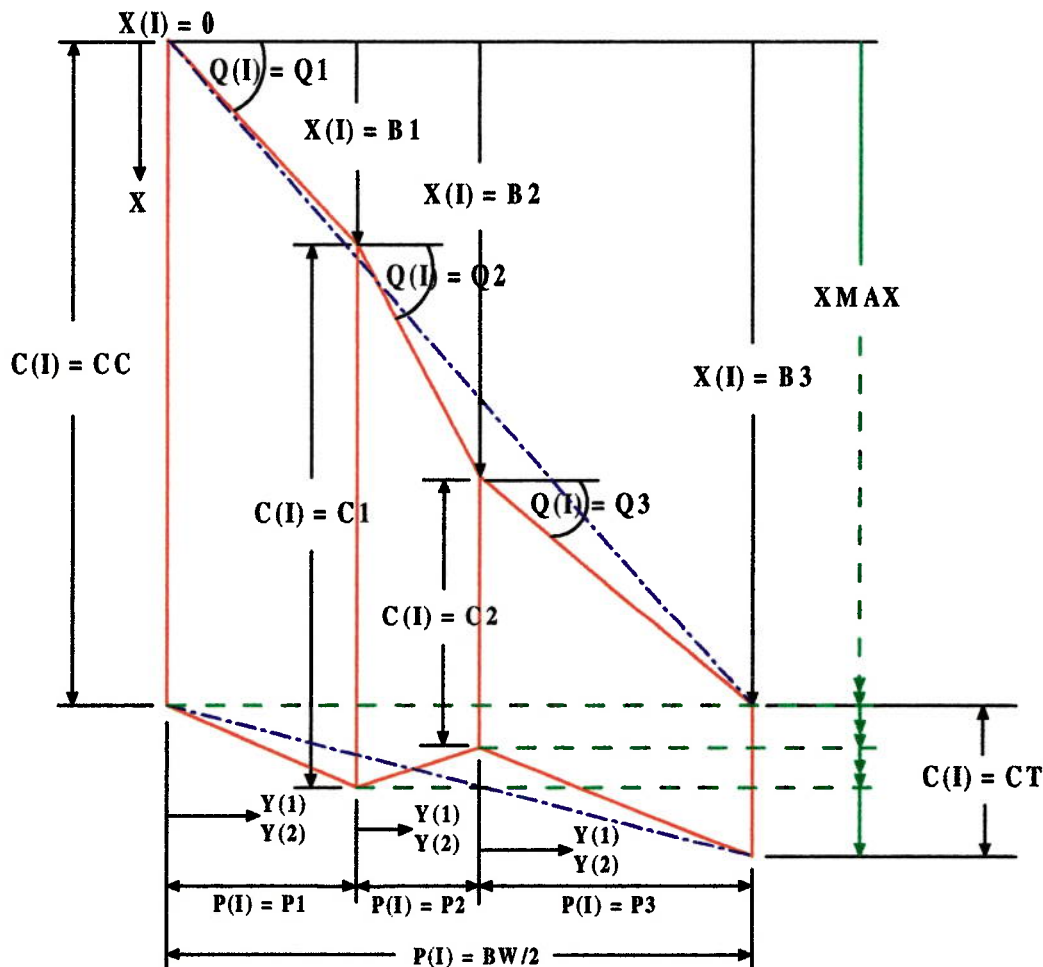 X(I) = 0
Q(I) = Q1
X(I) = B1
X
X(I) = B2
Q(I) = Q2
XMAX
C(I) = CC
X(I) = B3
C(I) = C1
Q(I) = Q3
C(I) = C2
C(I) = CT
Y(1)
Y(2)
Y(1)
Y(2)
Y(1)
Y(2)
P(I) = P1
P(I) = P2
P(I) = P3
P(I) = BW/2